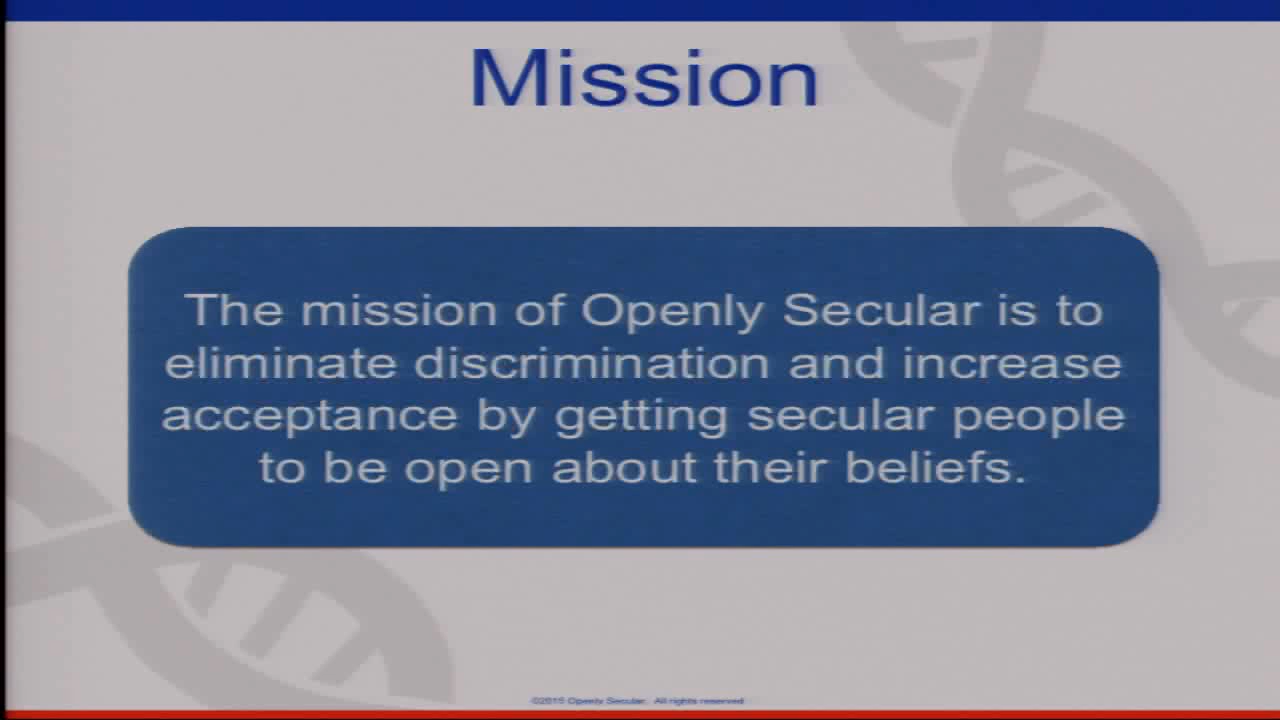 Mission
The mission of Openly Secular is to
eliminate discrimination and increase
acceptance by getting secular people
to be open about their beliefs.
©2015 Openly Secular. All rights reserved